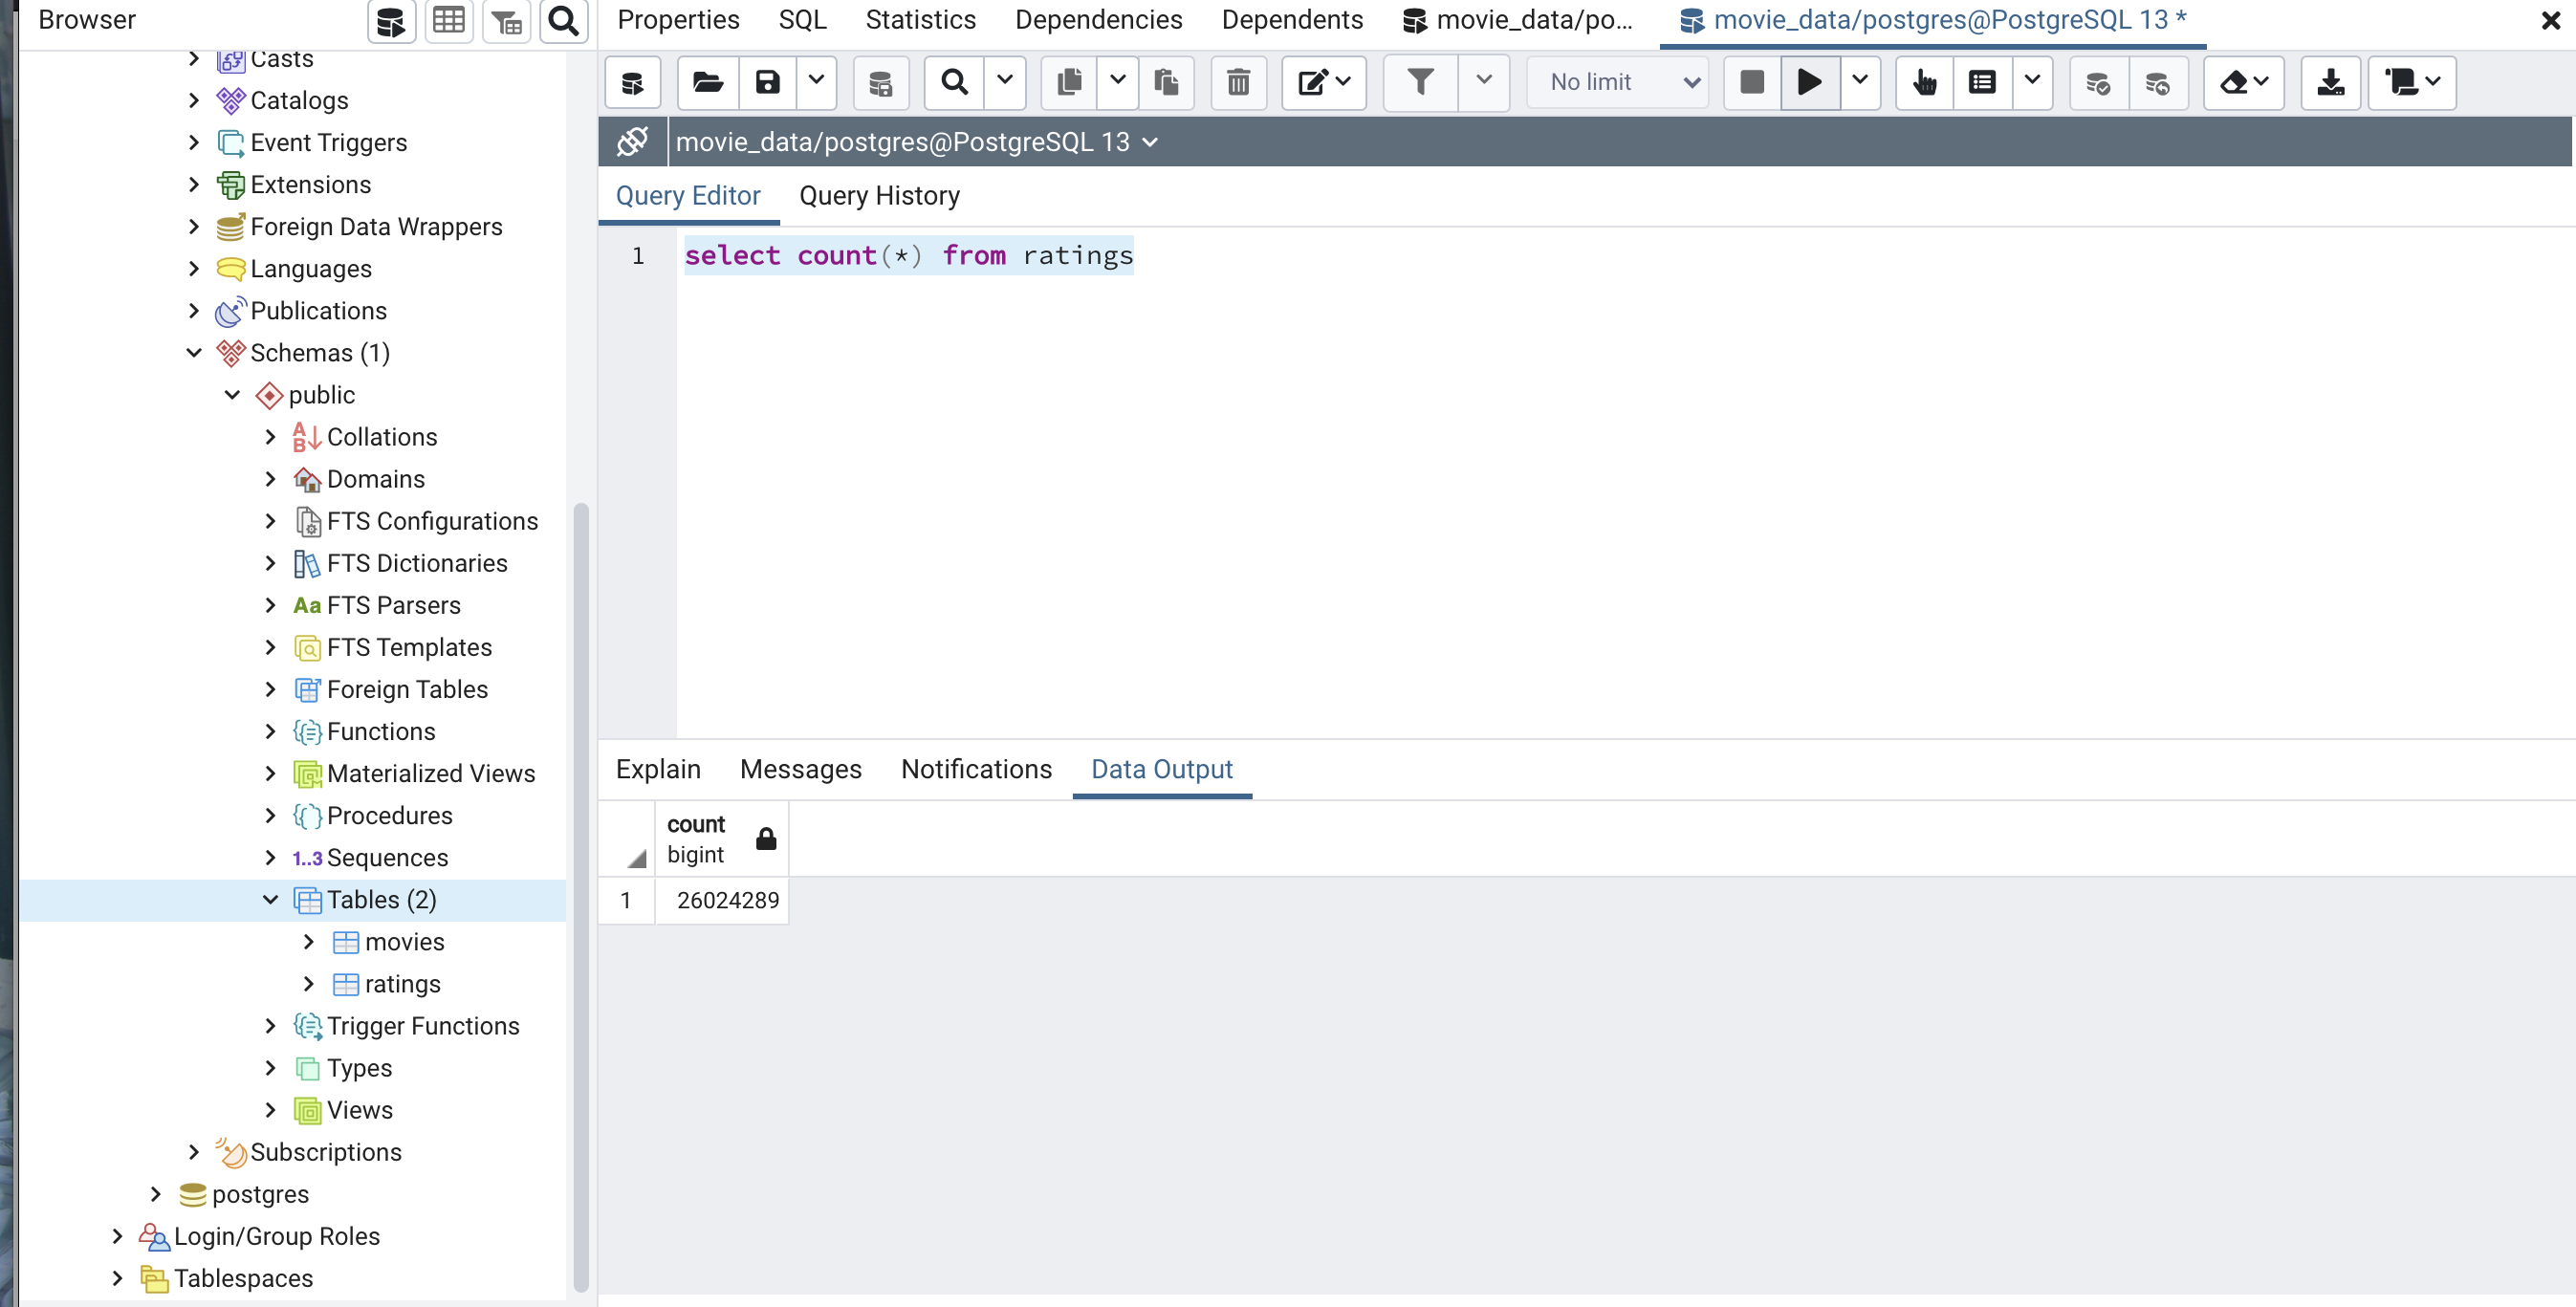 Browser
Properties SQL Statistics Dependencies Dependents movie_data/po... movie_data/postgres@PostgreSQL 13 *
No limit
movie_data/postgres@PostgreSQL 13
Query Editor Query History
1 select count(*) from ratings
Casts
Catalogs
Event Triggers
Extensions
Foreign Data Wrappers
Languages
Publications
Schemas (1)
public
Collations
Domains
FTS Configurations
FTS Dictionaries
Aa FTS Parsers
FTS Templates
Foreign Tables
Functions
Materialized Views
Procedures
1..3 Sequences
Tables (2)
movies
ratings
Trigger Functions
Types
Views
Subscriptions
postgres
Login/Group Roles
Tablespaces
Explain Messages Notifications Data Output
count
bigint
1 26024289